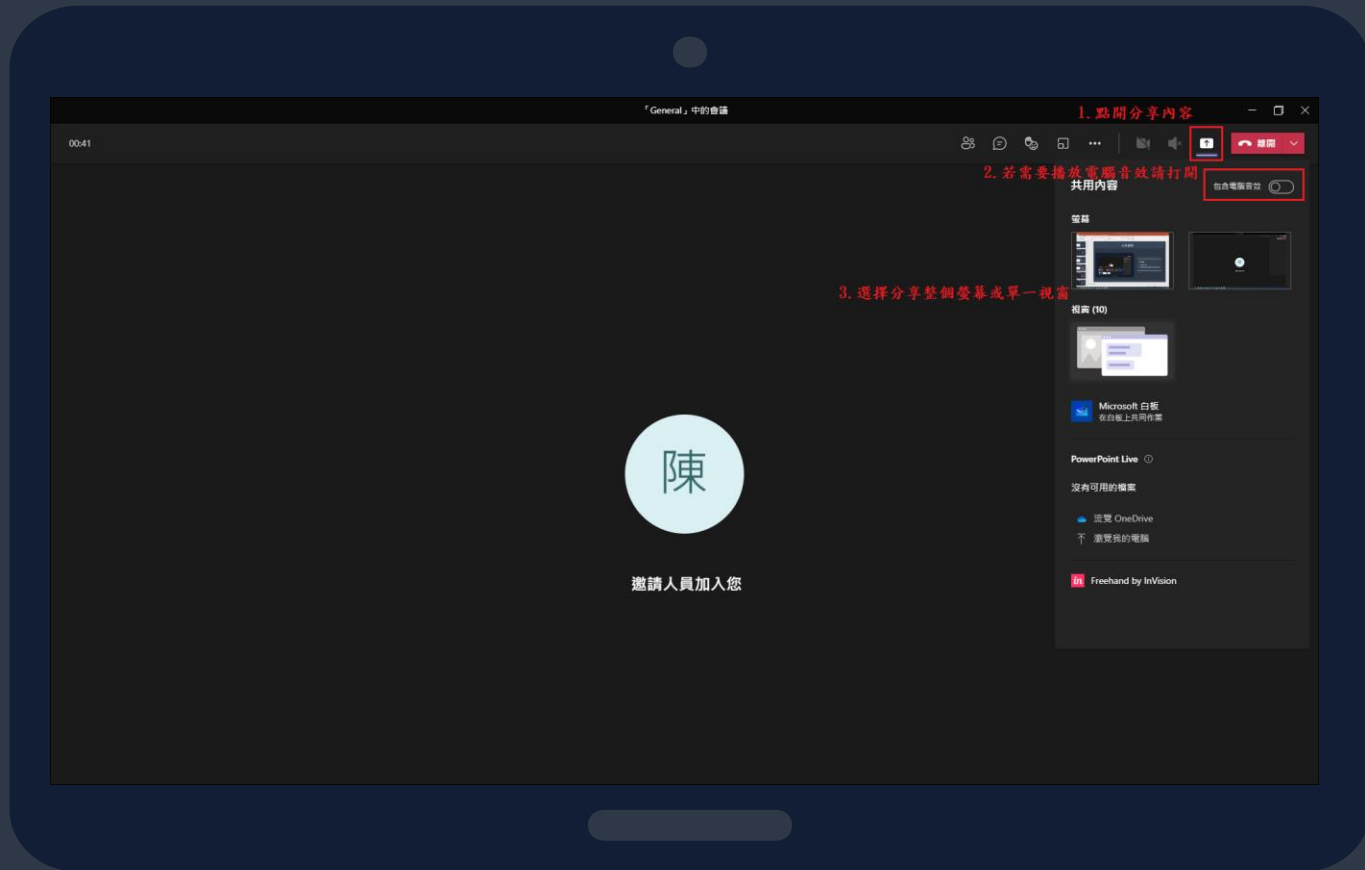 「General」中的會議
1. 點開分享內容
00:41
離開
2. 若需要播放電腦音效請打開
共用內容
包含電腦音效
螢幕
3. 選擇分享整個螢幕或單一視窗
視窗 (10)
Microsoft 白板
在白板上共同作業
PowerPoint Live
沒有可用的檔案
流覽 OneDrive
瀏覽我的電腦
in Freehand by InVision
陳
邀請人員加入您